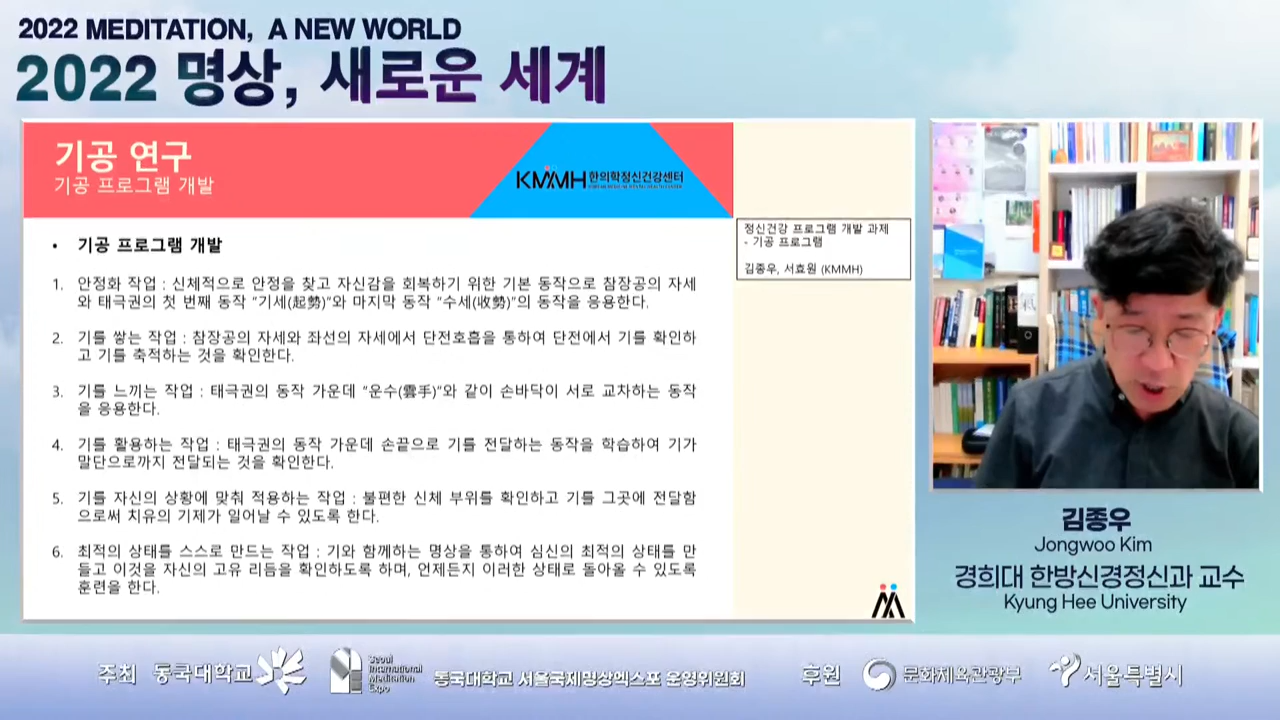 2022 MEDITATION, A NEW WORLD
2022 명상, 새로운 세계
기공 연구
기공 프로그램 개발
KMMH 한의학정신건강센터
• 기공 프로그램 개발
1. 안정화 작업 : 신체적으로 안정을 찾고 자신감을 회복하기 위한 기본 동작으로 참장공의 자세
와 태극권의 첫 번째 동작 “기세(起勢)”와 마지막 동작 “수세(收勢)”의 동작을 응용한다.
2. 기를 쌓는 작업 : 참장공의 자세와 좌선의 자세에서 단전호흡을 통하여 단전에서 기를 확인하
고 기를 축적하는 것을 확인한다.
3. 기를 느끼는 작업 : 태극권의 동작 가운데 “운수(雲手)”와 같이 손바닥이 서로 교차하는 동작
을 응용한다.
4. 기를 활용하는 작업 : 태극권의 동작 가운데 손끝으로 기를 전달하는 동작을 학습하여 기가
말단으로까지 전달되는 것을 확인한다.
5. 기를 자신의 상황에 맞춰 적용하는 작업 : 불편한 신체 부위를 확인하고 기를 그곳에 전달함
으로써 치유의 기제가 일어날 수 있도록 한다.
6. 최적의 상태를 스스로 만드는 작업 : 기와 함께하는 명상을 통하여 심신의 최적의 상태를 만
들고 이것을 자신의 고유 리듬을 확인하도록 하며, 언제든지 이러한 상태로 돌아올 수 있도록
훈련을 한다.
정신건강 프로그램 개발 과제
- 기공 프로그램
김종우, 서효원 (KMMH)
김종우
Jongwoo Kim
경희대 한방신경정신과 교수
Kyung Hee University
주최 동국대학교
Seoul
International
Meditation
Expo
동국대학교 서울국제명상엑스포 운영위원회
후원 문화체육관광부 서울특별시